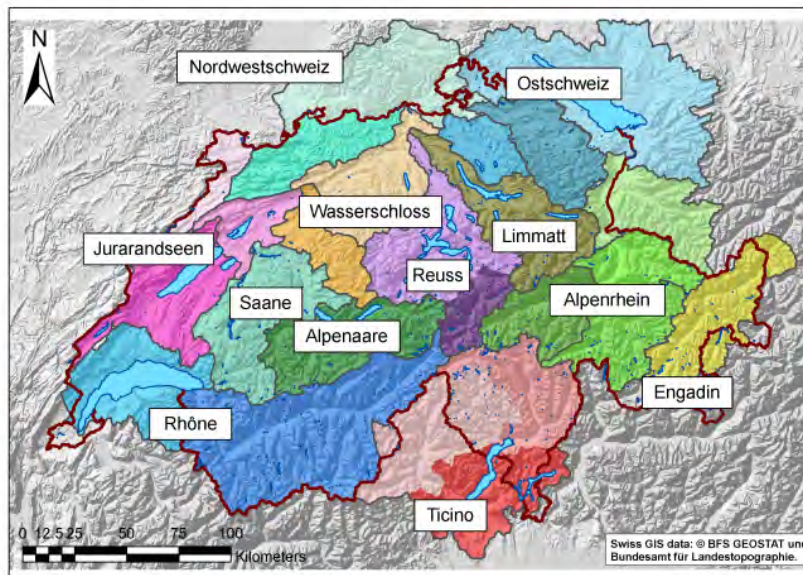 N
Nordwestschweiz
Ostschweiz
Wasserschloss
Limmatt
Jurarandseen
Reuss
Saane
Alpenrhein
Alpenaare
Engadin
Rhône
Ticino
0 12.5 25 50 75 100
Kilometers
Swiss GIS data: © BFS GEOSTAT und
Bundesamt für Landestopographie.